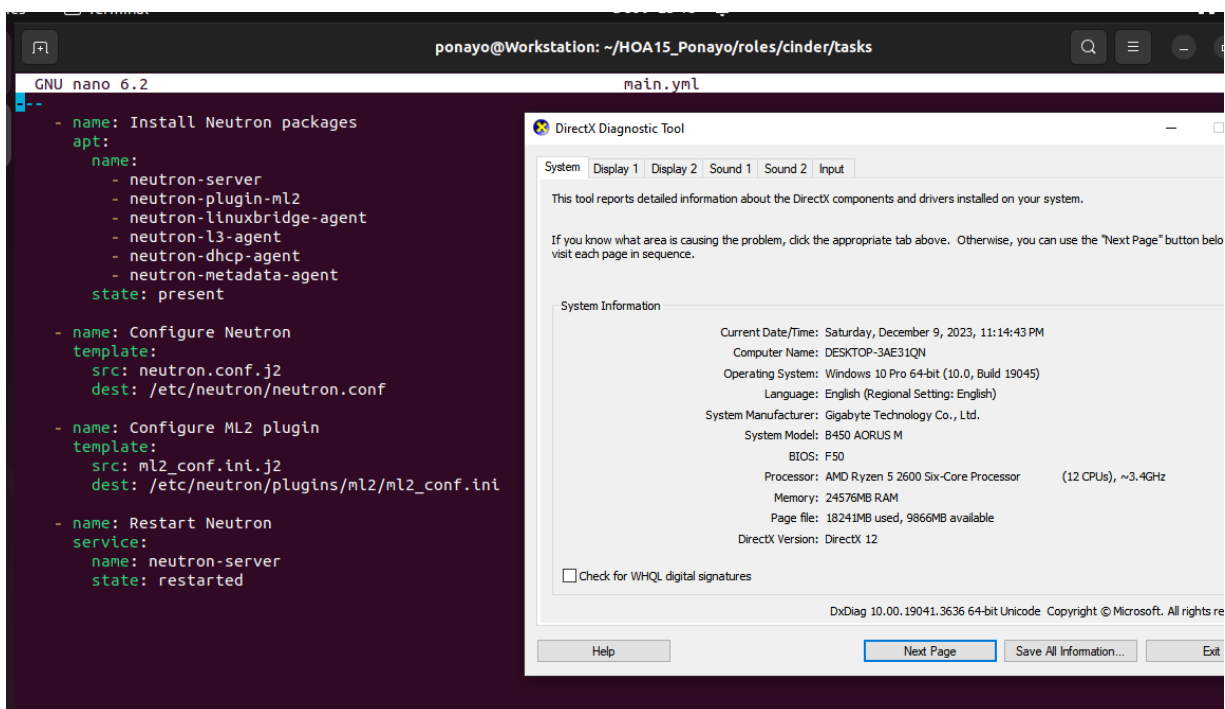 ponayo@Workstation: ~/HOA15_Ponayo/roles/cinder/tasks
GNU nano 6.2 main.yml
---
- name: Install Neutron packages
apt:
name:
- neutron-server
- neutron-plugin-ml2
- neutron-linuxbridge-agent
- neutron-l3-agent
- neutron-dhcp-agent
- neutron-metadata-agent
state: present
- name: Configure Neutron
template:
src: neutron.conf.j2
dest: /etc/neutron/neutron.conf
- name: Configure ML2 plugin
template:
src: ml2_conf.ini.j2
dest: /etc/neutron/plugins/ml2/ml2_conf.ini
- name: Restart Neutron
service:
name: neutron-server
state: restarted
DirectX Diagnostic Tool
System Display 1 Display 2 Sound 1 Sound 2 Input
This tool reports detailed information about the DirectX components and drivers installed on your system.
If you know what area is causing the problem, click the appropriate tab above. Otherwise, you can use the "Next Page" button belo
visit each page in sequence.
System Information
Current Date/Time: Saturday, December 9, 2023, 11:14:43 PM
Computer Name: DESKTOP-3AE31QN
Operating System: Windows 10 Pro 64-bit (10.0, Build 19045)
Language: English (Regional Setting: English)
System Manufacturer: Gigabyte Technology Co., Ltd.
System Model: B450 AORUS M
BIOS: F50
Processor: AMD Ryzen 5 2600 Six-Core Processor (12 CPUs), ~3.4GHz
Memory: 24576MB RAM
Page file: 18241MB used, 9866MB available
DirectX Version: DirectX 12
Check for WHQL digital signatures
DxDiag 10.00.19041.3636 64-bit Unicode Copyright © Microsoft. All rights re
Help Next Page Save All Information... Exit